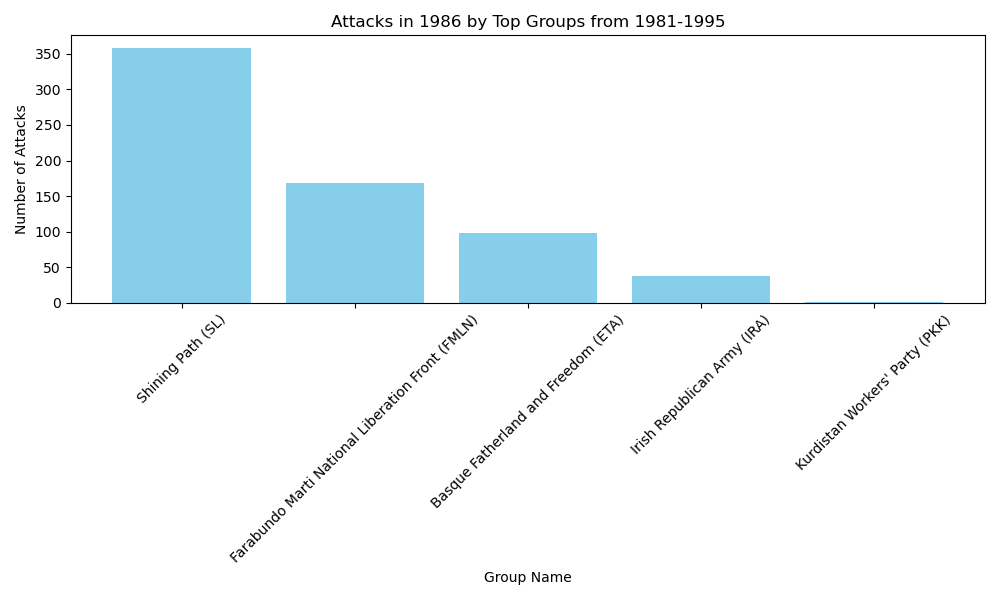 Attacks in 1986 by Top Groups from 1981-1995
Number of Attacks
350
300
250
200
150
100
50
0
Shining Path (SL)
Farabundo Marti National Liberation Front (FMLN)
Basque Fatherland and Freedom (ETA)
Irish Republican Army (IRA)
Kurdistan Workers' Party (PKK)
Group Name